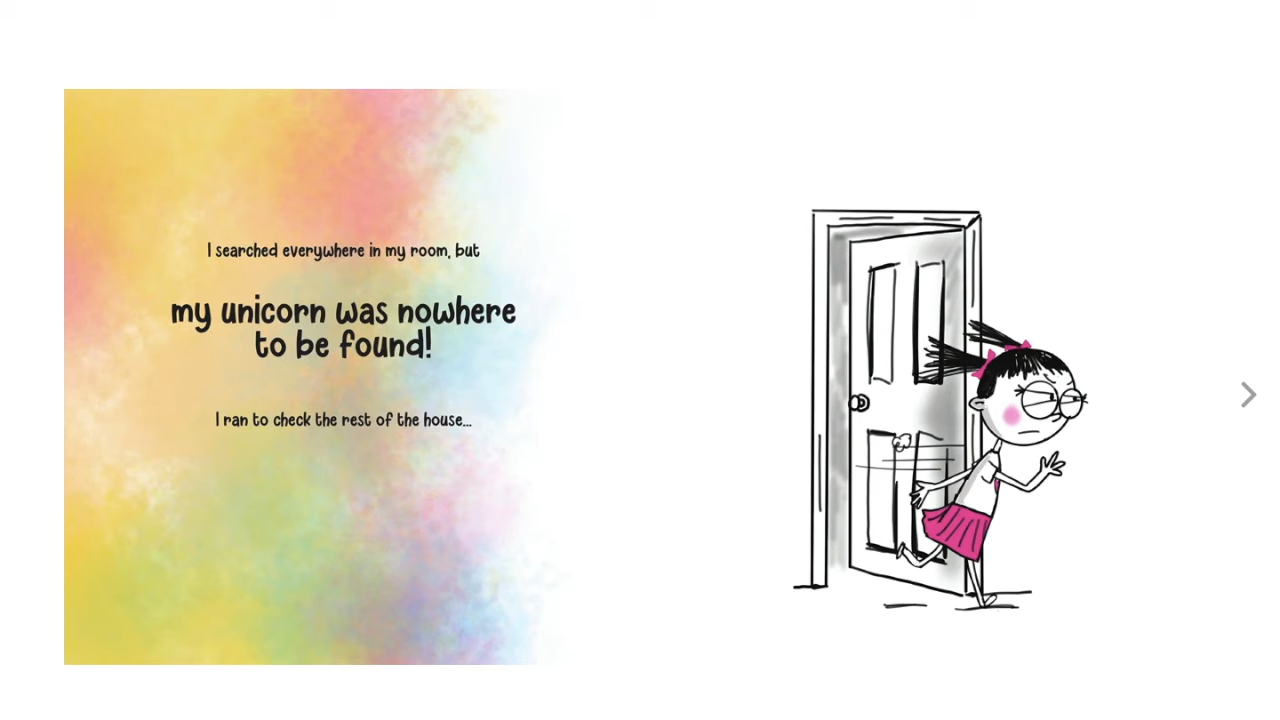 I searched everywhere in my room, but
my unicorn was nowhere
to be found!
I ran to check the rest of the house...